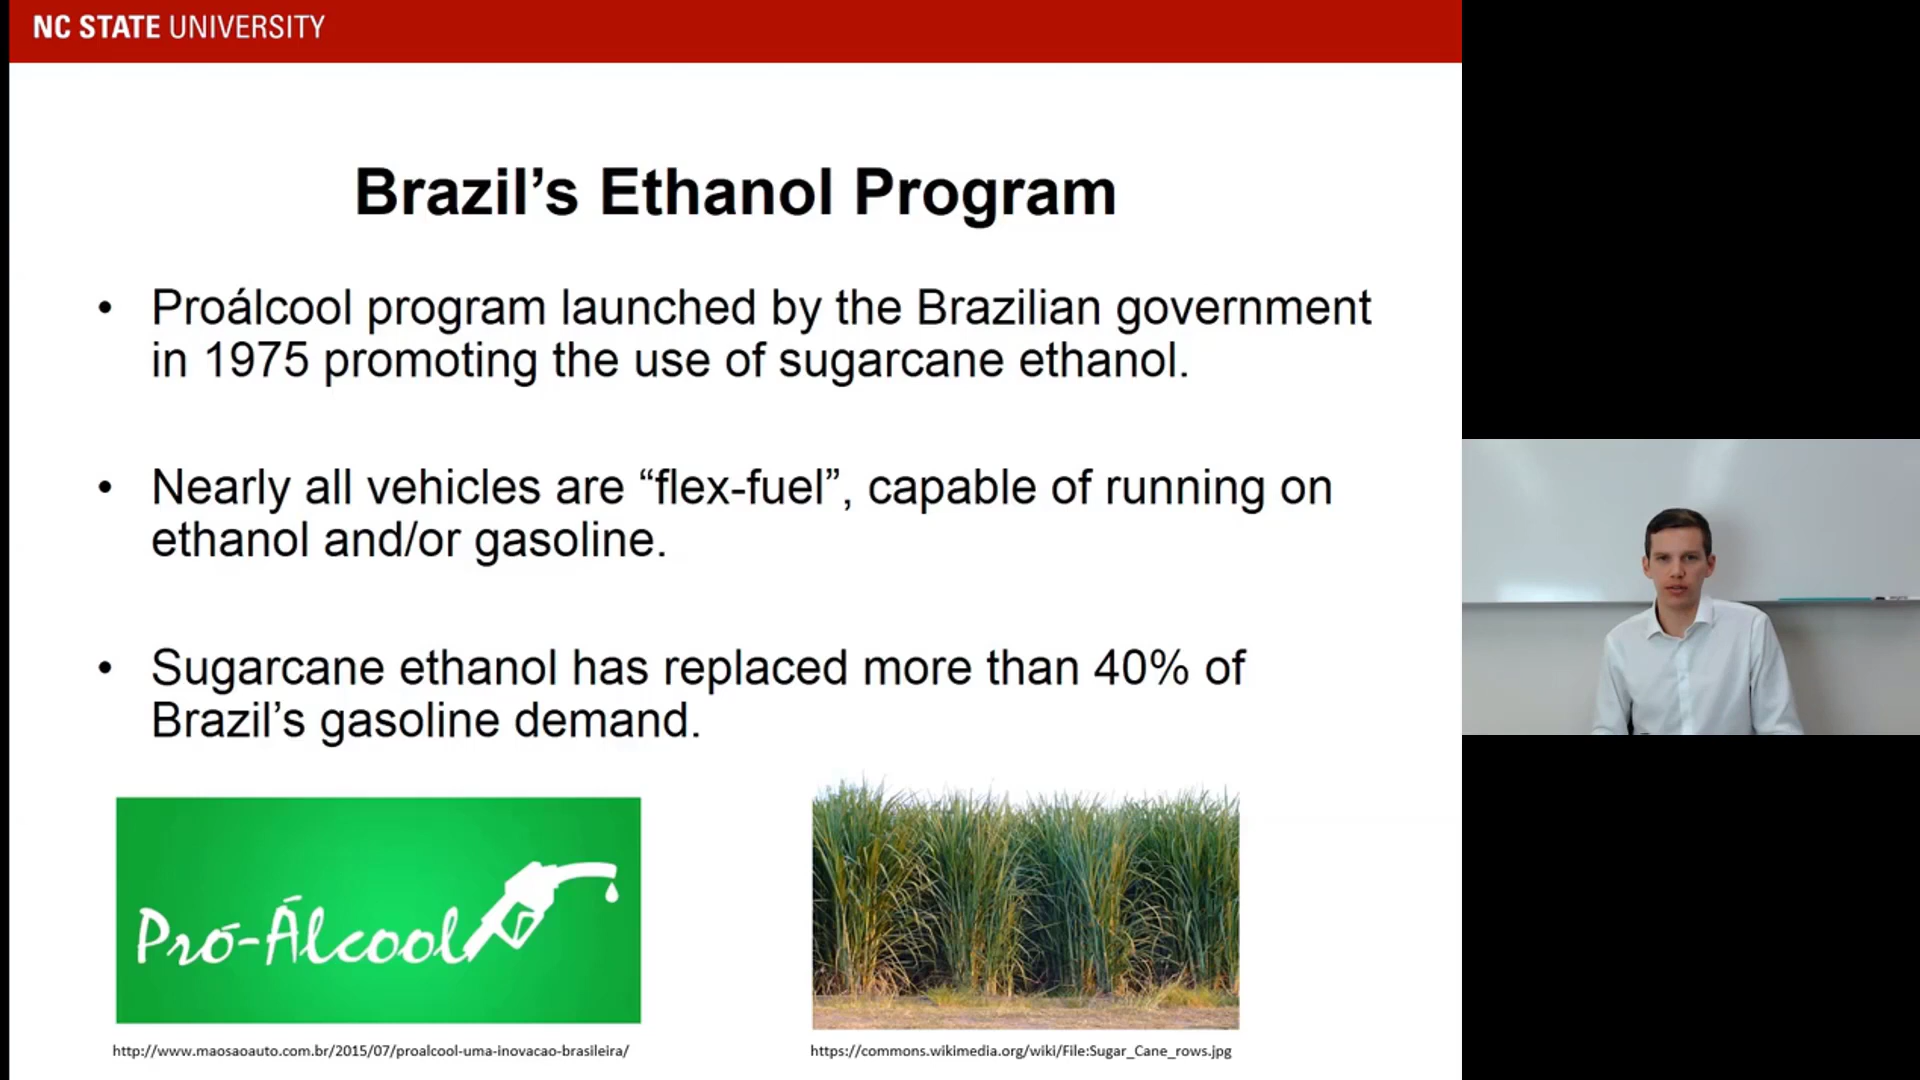 NC STATE UNIVERSITY
Brazil’s Ethanol Program
• Proálcool program launched by the Brazilian government
in 1975 promoting the use of sugarcane ethanol.
• Nearly all vehicles are “flex-fuel”, capable of running on
ethanol and/or gasoline.
• Sugarcane ethanol has replaced more than 40% of
Brazil’s gasoline demand.
Pró-Álcool
http://www.maosaoauto.com.br/2015/07/proalcool-uma-inovacao-brasileira/
https://commons.wikimedia.org/wiki/File:Sugar_Cane_rows.jpg